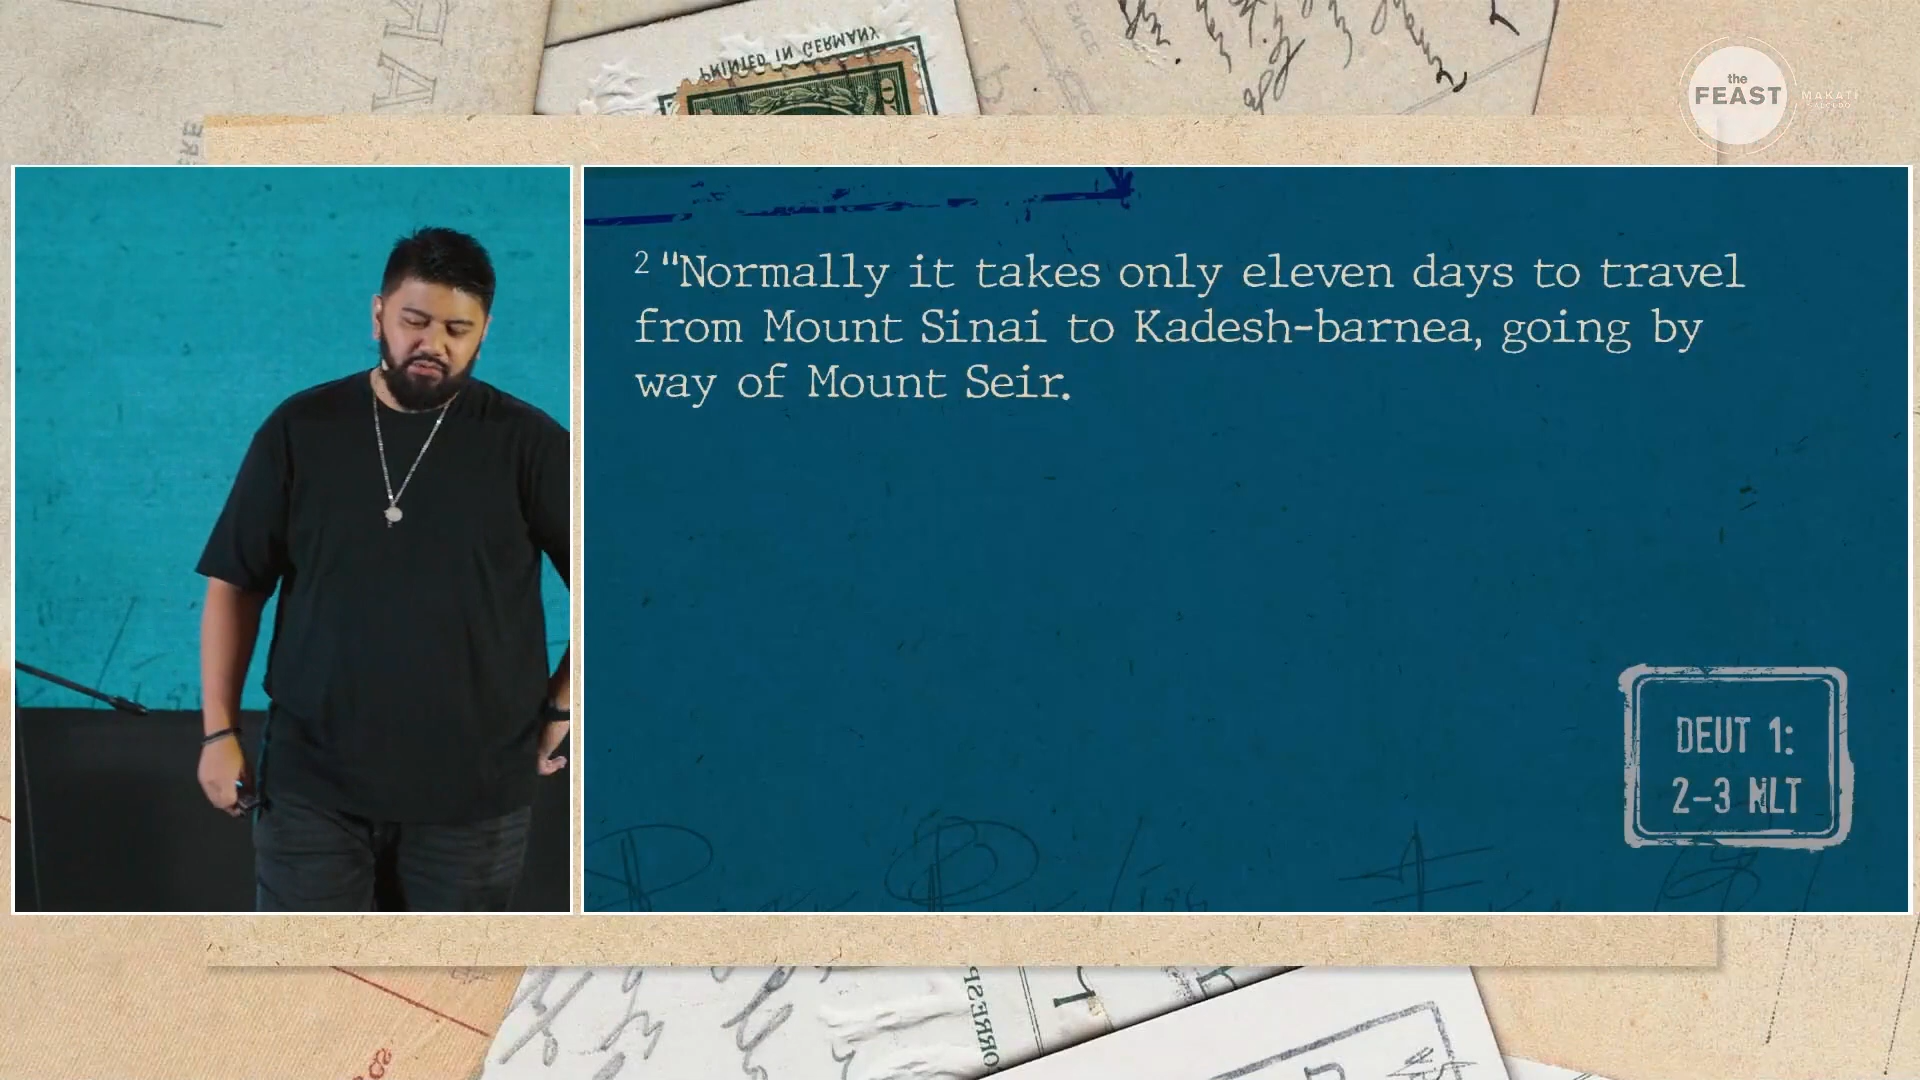 PRINTED IN GERMANY
the
FEAST
MAKATI
2 "Normally it takes only eleven days to travel
from Mount Sinai to Kadesh-barnea, going by
way of Mount Seir.
DEUT 1:
2-3 NLT